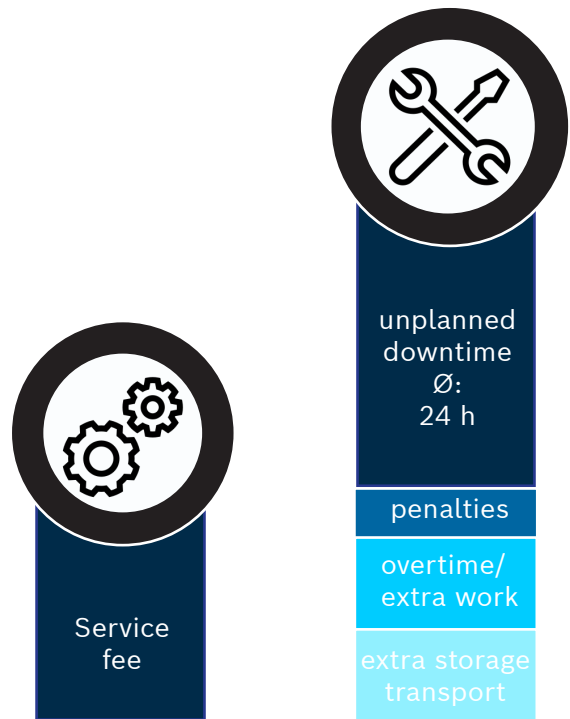 unplanned
downtime
Ø:
24 h
penalties
overtime/
extra work
extra storage
transport
Service
fee